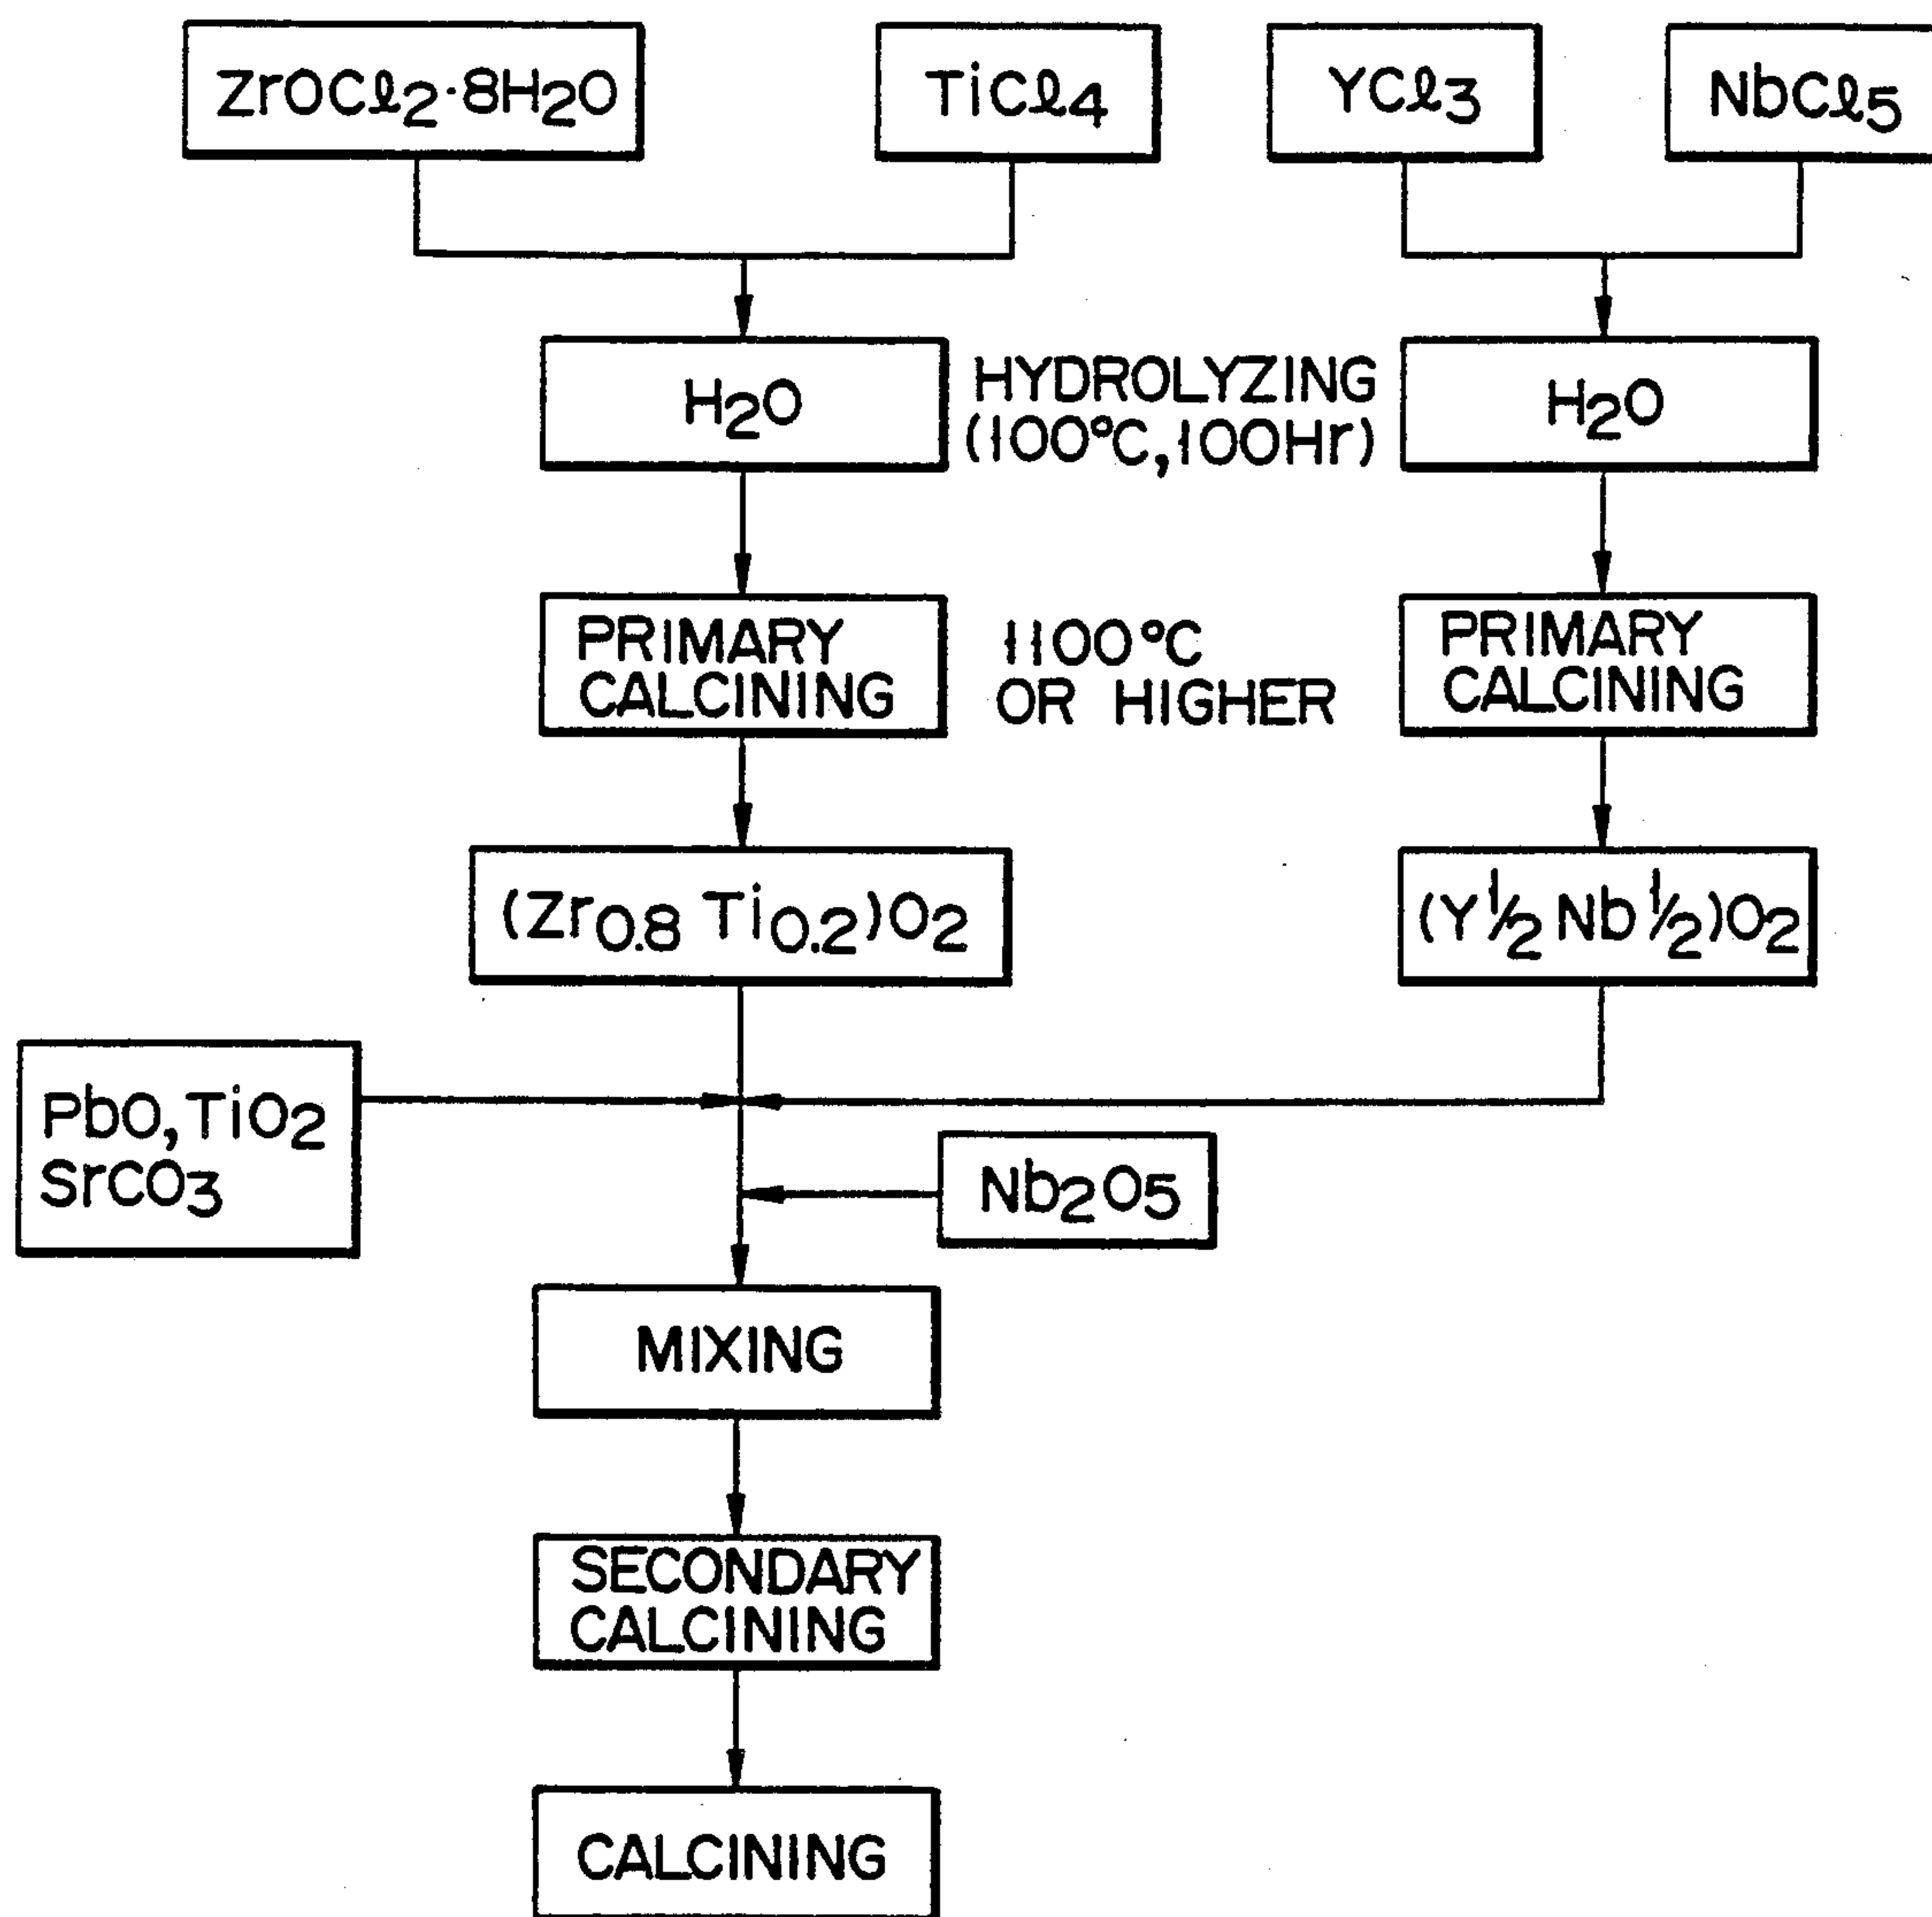 ZrOCl2·8H2O
TiCl4
YCl3
NbCl5
H2O
HYDROLYZING
(100°C,100Hr)
H2O
PRIMARY
CALCINING
1100°C
OR HIGHER
PRIMARY
CALCINING
(Zr0.8 Ti0.2)O2
(Y1/2 Nb1/2)O2
PbO,TiO2
SrCO3
Nb2O5
MIXING
SECONDARY
CALCINING
CALCINING